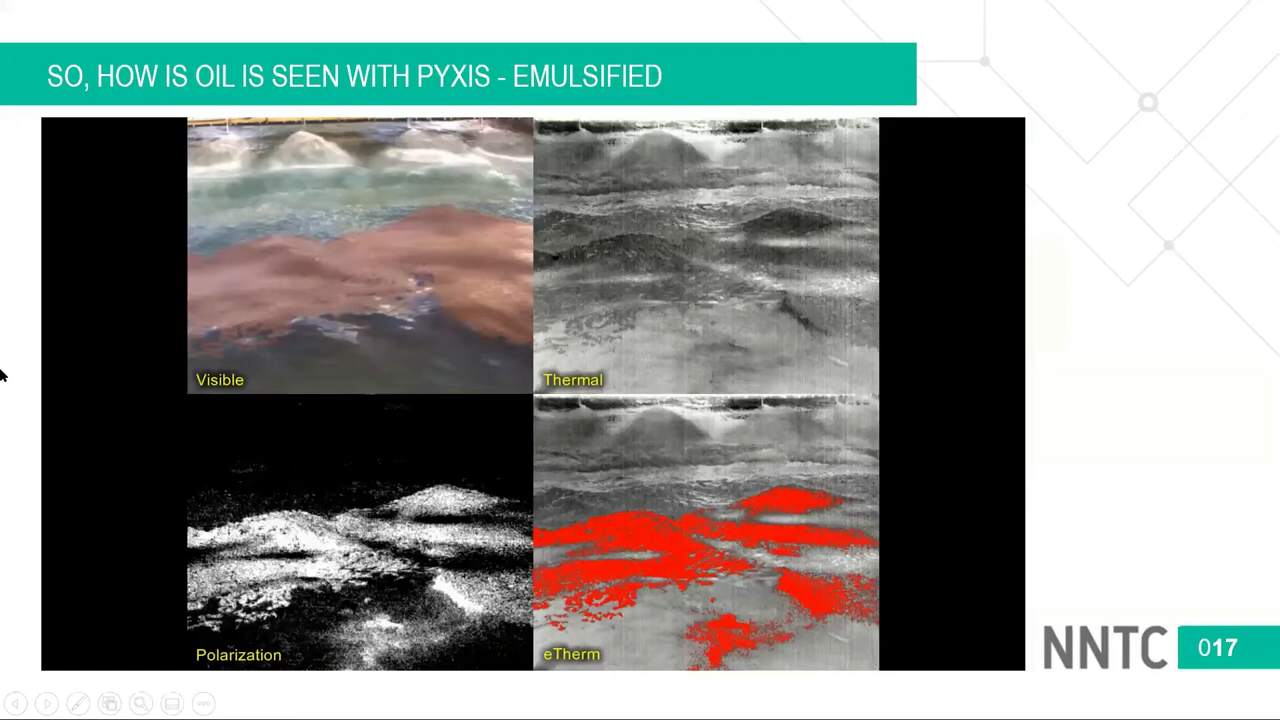 SO, HOW IS OIL IS SEEN WITH PYXIS - EMULSIFIED
Visible
Thermal
Polarization
eTherm
NNTC
017